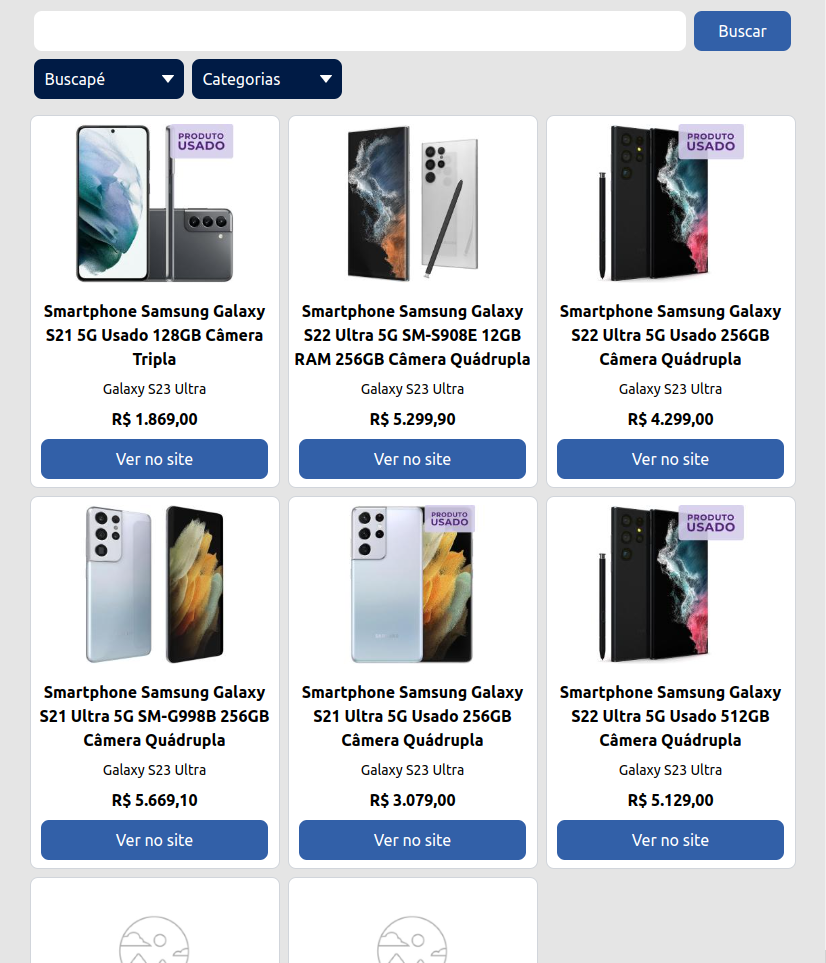 Buscar
Buscapé
Categorias
PRODUTO
USADO
Smartphone Samsung Galaxy
S21 5G Usado 128GB Câmera
Tripla
Galaxy S23 Ultra
R$ 1.869,00
Ver no site
Smartphone Samsung Galaxy
S22 Ultra 5G SM-S908E 12GB
RAM 256GB Câmera Quádrupla
Galaxy S23 Ultra
R$ 5.299,90
Ver no site
PRODUTO
USADO
Smartphone Samsung Galaxy
S22 Ultra 5G Usado 256GB
Câmera Quádrupla
Galaxy S23 Ultra
R$ 4.299,00
Ver no site
Smartphone Samsung Galaxy
S21 Ultra 5G SM-G998B 256GB
Câmera Quádrupla
Galaxy S23 Ultra
R$ 5.669,10
Ver no site
PRODUTO
USADO
Smartphone Samsung Galaxy
S21 Ultra 5G Usado 256GB
Câmera Quádrupla
Galaxy S23 Ultra
R$ 3.079,00
Ver no site
PRODUTO
USADO
Smartphone Samsung Galaxy
S22 Ultra 5G Usado 512GB
Câmera Quádrupla
Galaxy S23 Ultra
R$ 5.129,00
Ver no site